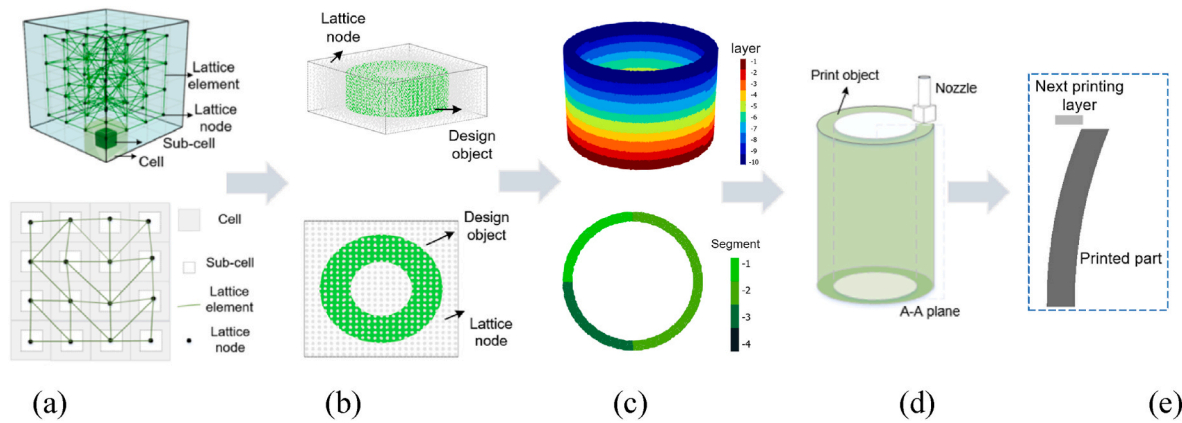 Lattice
element
Lattice
node
Sub-cell
Cell
Cell
Sub-cell
Lattice
element
Lattice
node
(a)
Lattice
node
Design
object
Design
object
Lattice
node
(b)
layer
-1
-2
-3
-4
-5
-6
-7
-8
-9
-10
Segment
-1
-2
-3
-4
(c)
Print object
Nozzle
A-A plane
(d)
Next printing
layer
Printed part
(e)